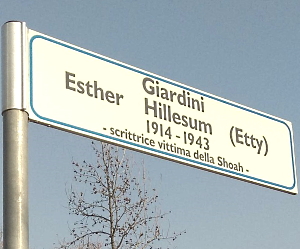 Giardini
Esther Hillesum (Etty)
1914 - 1943
- scrittrice vittima della Shoah -